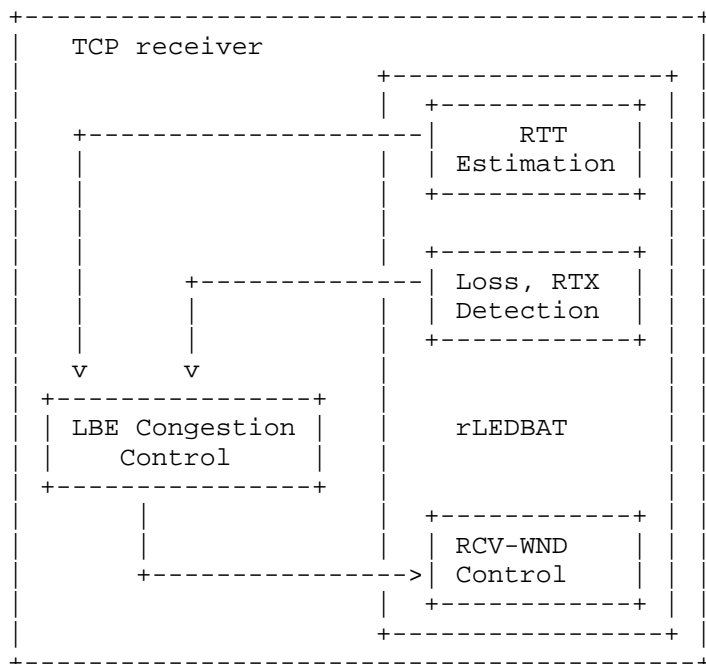 TCP receiver
RTT
Estimation
Loss, RTX
Detection
LBE Congestion
Control
rLEDBAT
RCV-WND
Control